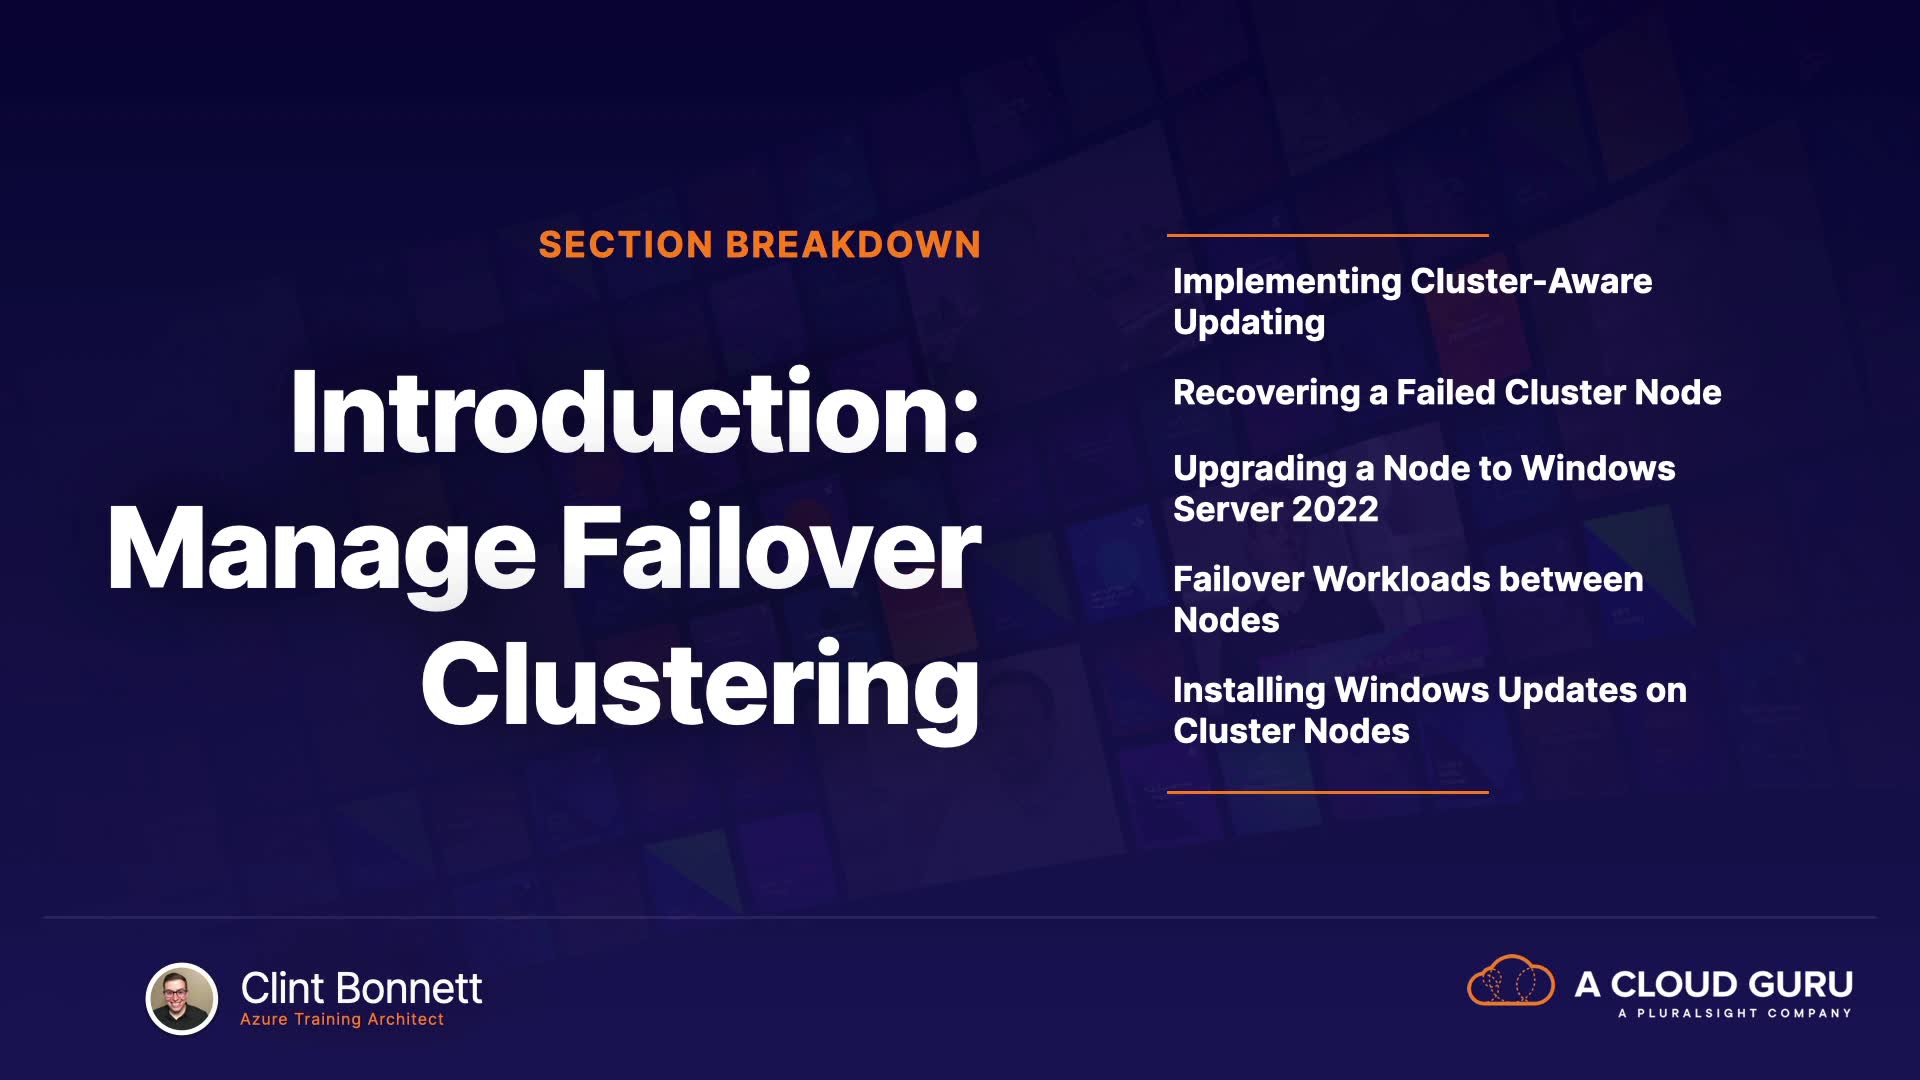 SECTION BREAKDOWN
Introduction:
Manage Failover
Clustering
Implementing Cluster-Aware
Updating
Recovering a Failed Cluster Node
Upgrading a Node to Windows
Server 2022
Failover Workloads between
Nodes
Installing Windows Updates on
Cluster Nodes
Clint Bonnett
Azure Training Architect
A CLOUD GURU
A PLURALSIGHT COMPANY